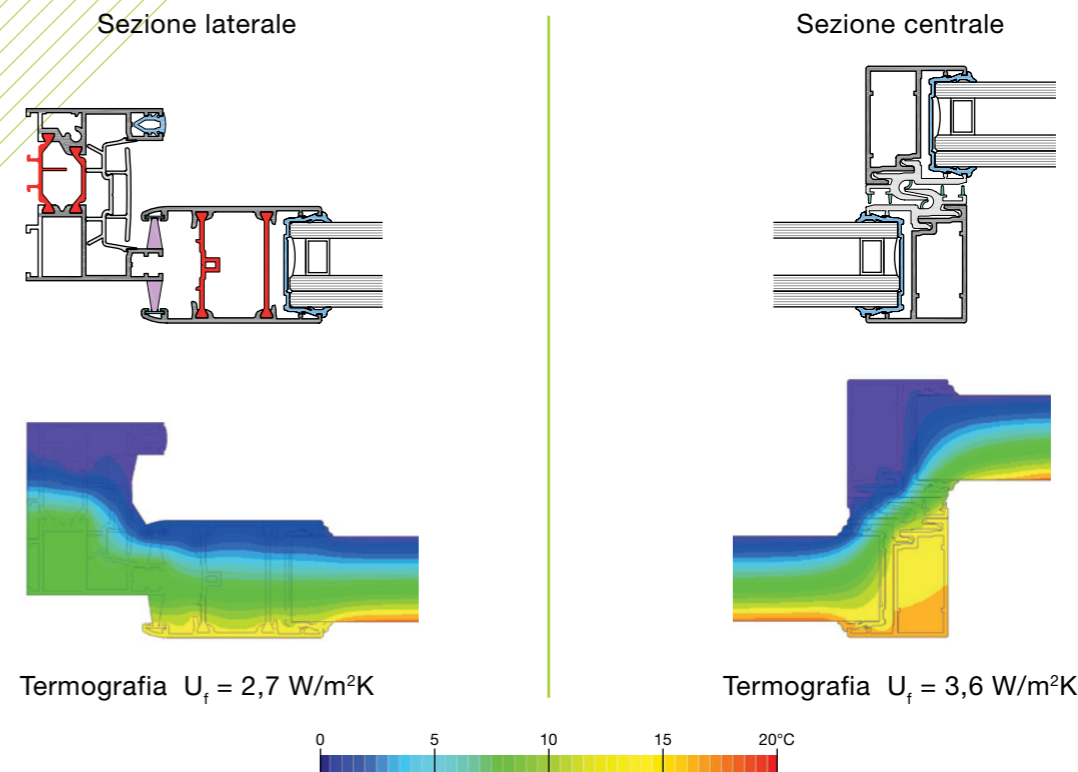 Sezione laterale
Sezione centrale
Termografia U_f = 2,7 W/m²K
Termografia U_f = 3,6 W/m²K
0 5 10 15 20°C